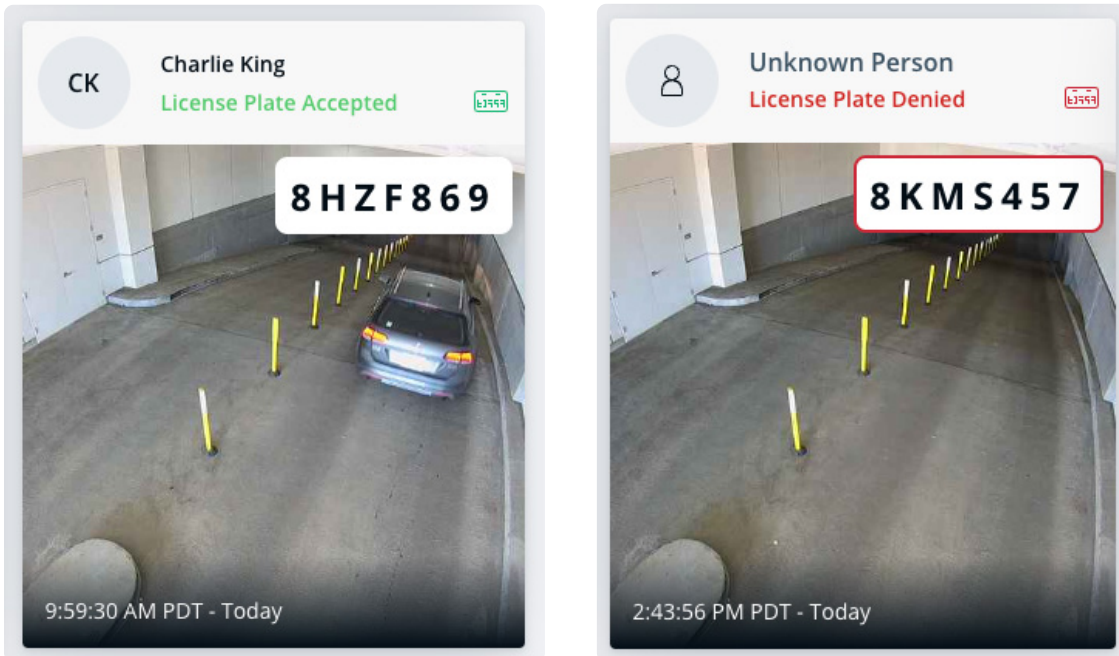 CK
Charlie King
License Plate Accepted
8HZF869
9:59:30 AM PDT - Today
Unknown Person
License Plate Denied
8KMS457
2:43:56 PM PDT - Today